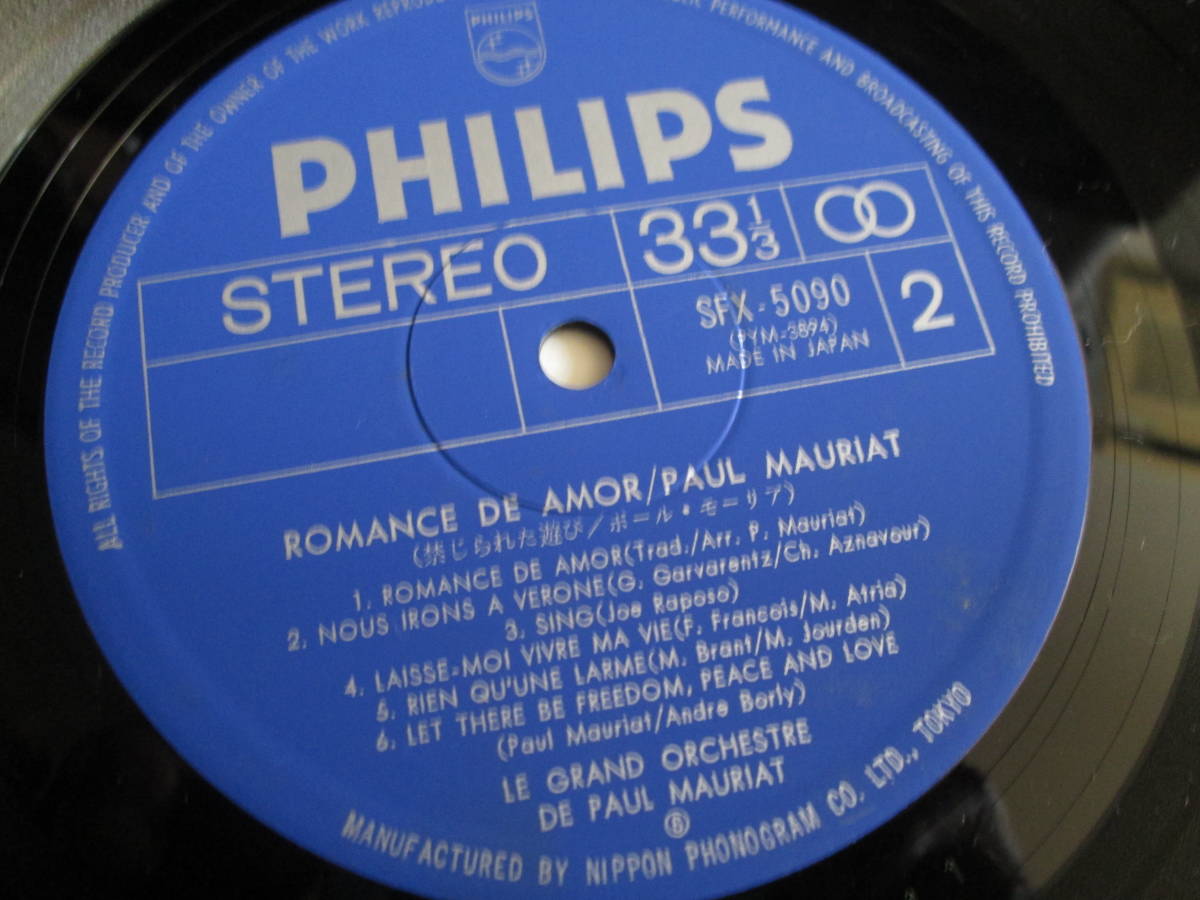 ALL RIGHTS OF THE RECORD PRODUCER AND OF THE OWNER OF THE WORK PERFORMANCE AND BROADCASTING OF THIS RECORD PROHIBITED
PHILIPS
PHILIPS
STEREO
33 1/3
SFX-5090
(PYM-3894)
MADE IN JAPAN
2
ROMANCE DE AMOR/PAUL MAURIAT
(禁じられた遊び/ポール・モーリア)
1. ROMANCE DE AMOR(Trad./Arr. P. Mauriat)
2. NOUS IRONS A VERONE(G. Garvarentz/Ch. Aznavour)
3. SING(Joe Raposo)
4. LAISSE-MOI VIVRE MA VIE(F. Francois/M. Atria)
5. RIEN QU'UNE LARME(M. Brant/M. Jourden)
6. LET THERE BE FREEDOM, PEACE AND LOVE
(Paul Mauriat/Andre Borly)
LE GRAND ORCHESTRE
DE PAUL MAURIAT
MANUFACTURED BY NIPPON PHONOGRAM CO. LTD., TOKYO